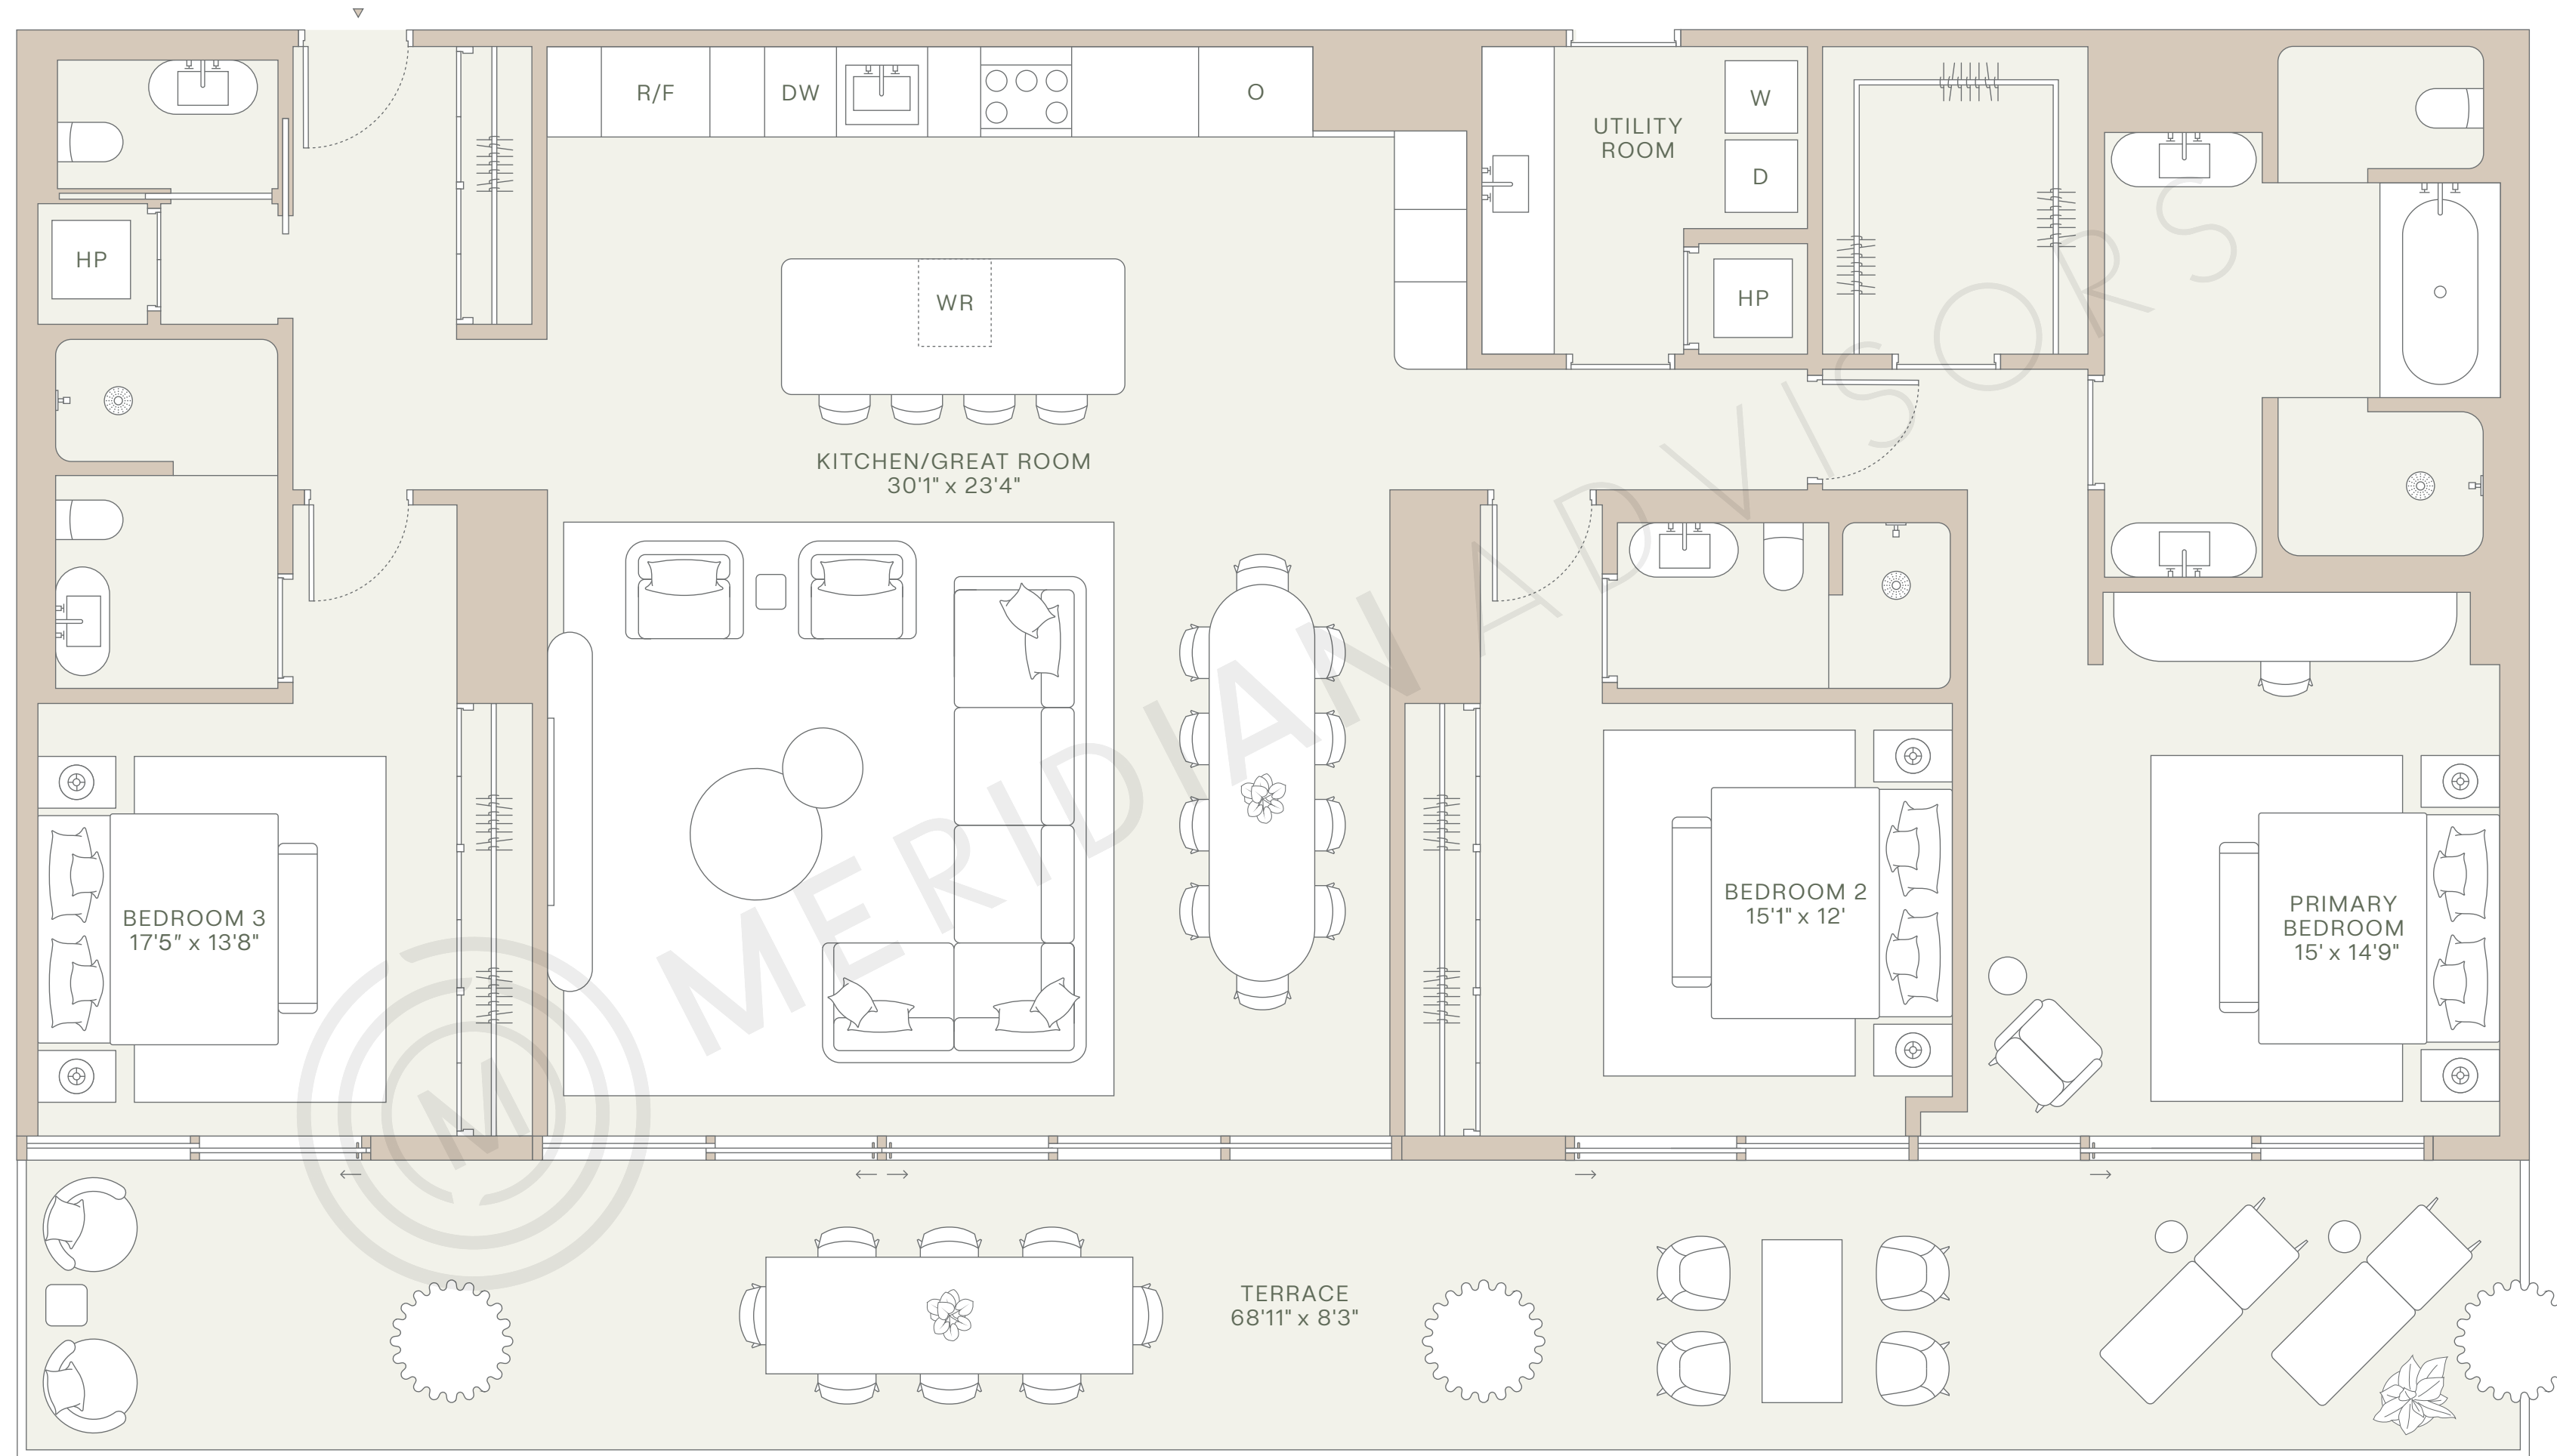 R/F
DW
O
UTILITY
ROOM
W
D
HP
HP
WR
KITCHEN/GREAT ROOM
30'1" x 23'4"
BEDROOM 3
17'5" x 13'8"
BEDROOM 2
15'1" x 12'
PRIMARY
BEDROOM
15' x 14'9"
M MERIDIAN ADVISORS
TERRACE
68'11" x 8'3"